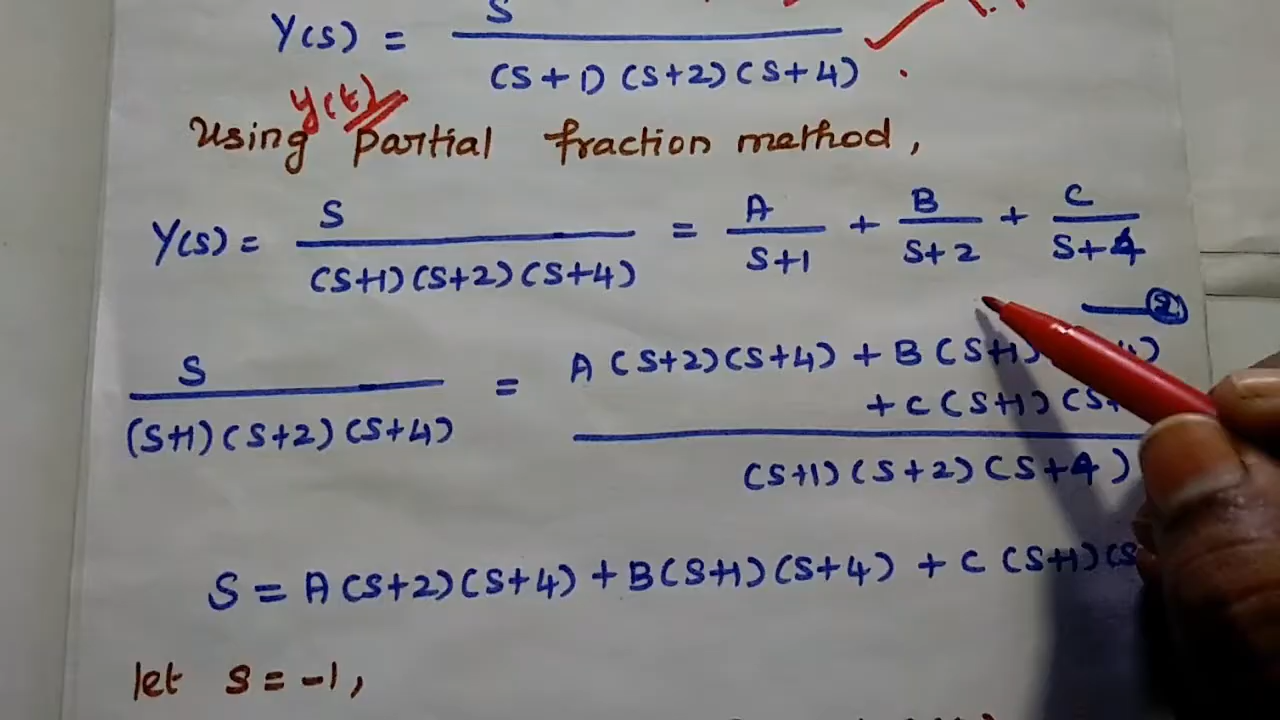 Y(s) = S
(S+1) (S+2) (S+4) .
y(t)
Using partial fraction method,
Y(s) = S = A + B + C
(S+1) (S+2) (S+4) S+1 S+2 S+4
2
S = A (S+2) (S+4) + B (S+1)
+ C (S+1)
(S+1) (S+2) (S+4) (S+1) (S+2) (S+4)
S = A (S+2) (S+4) + B (S+1) (S+4) + C (S+1) (S
let s = -1,